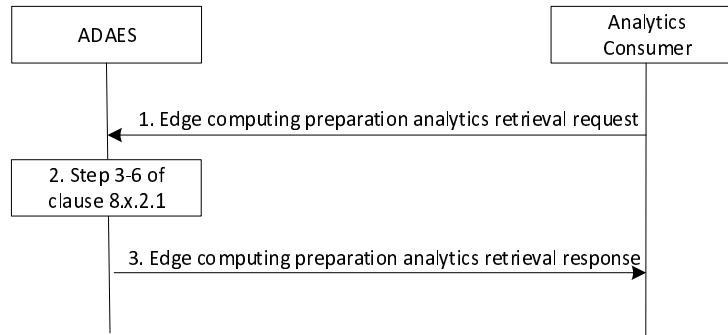 ADAES
Analytics
Consumer
1. Edge computing preparation analytics retrieval request
2. Step 3-6 of
clause 8.x.2.1
3. Edge computing preparation analytics retrieval response